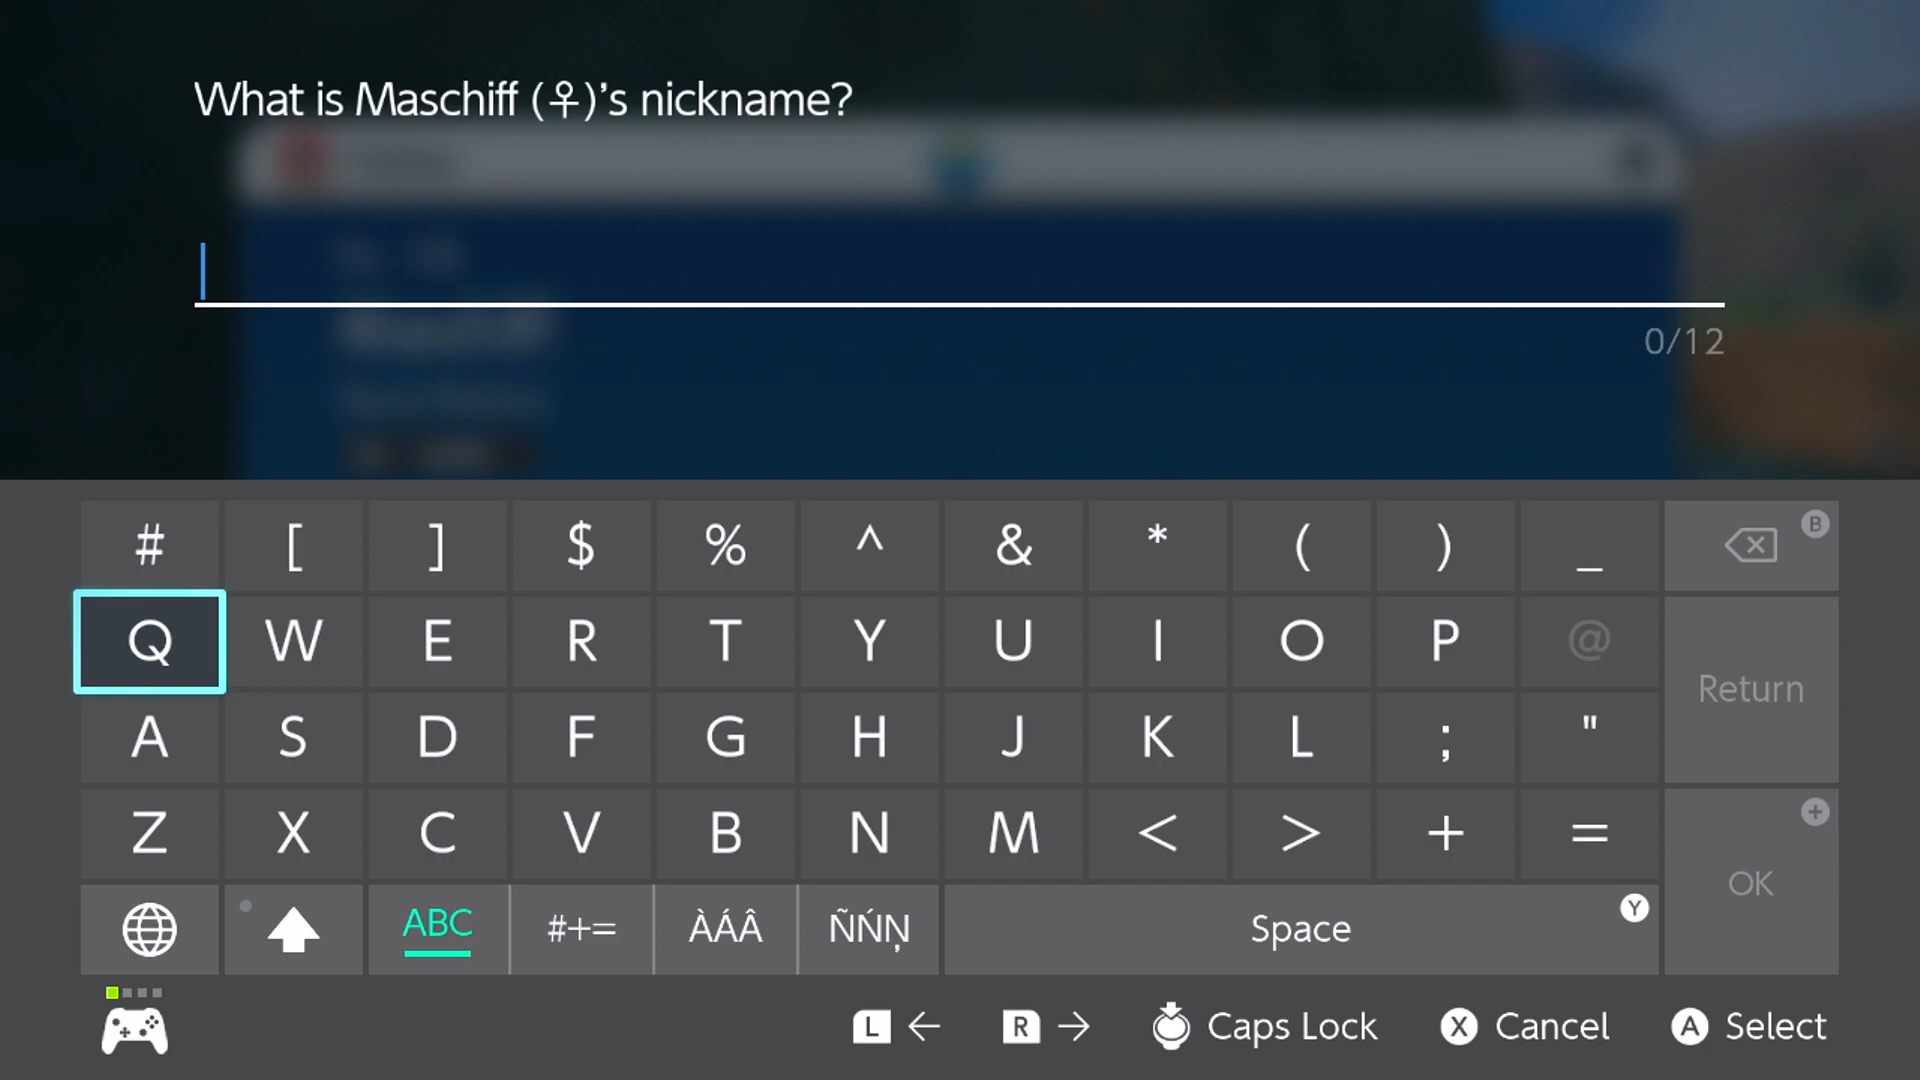 What is Maschiff (♀)'s nickname?
0/12
# [ ] $ % ^ & * ( ) _ B
Q W E R T Y U I O P @
Return
A S D F G H J K L ; "
Z X C V B N M < > + =
OK
ABC #+= ÀÁÂ ÑŃŅ Space Y
L ← R → Caps Lock X Cancel A Select